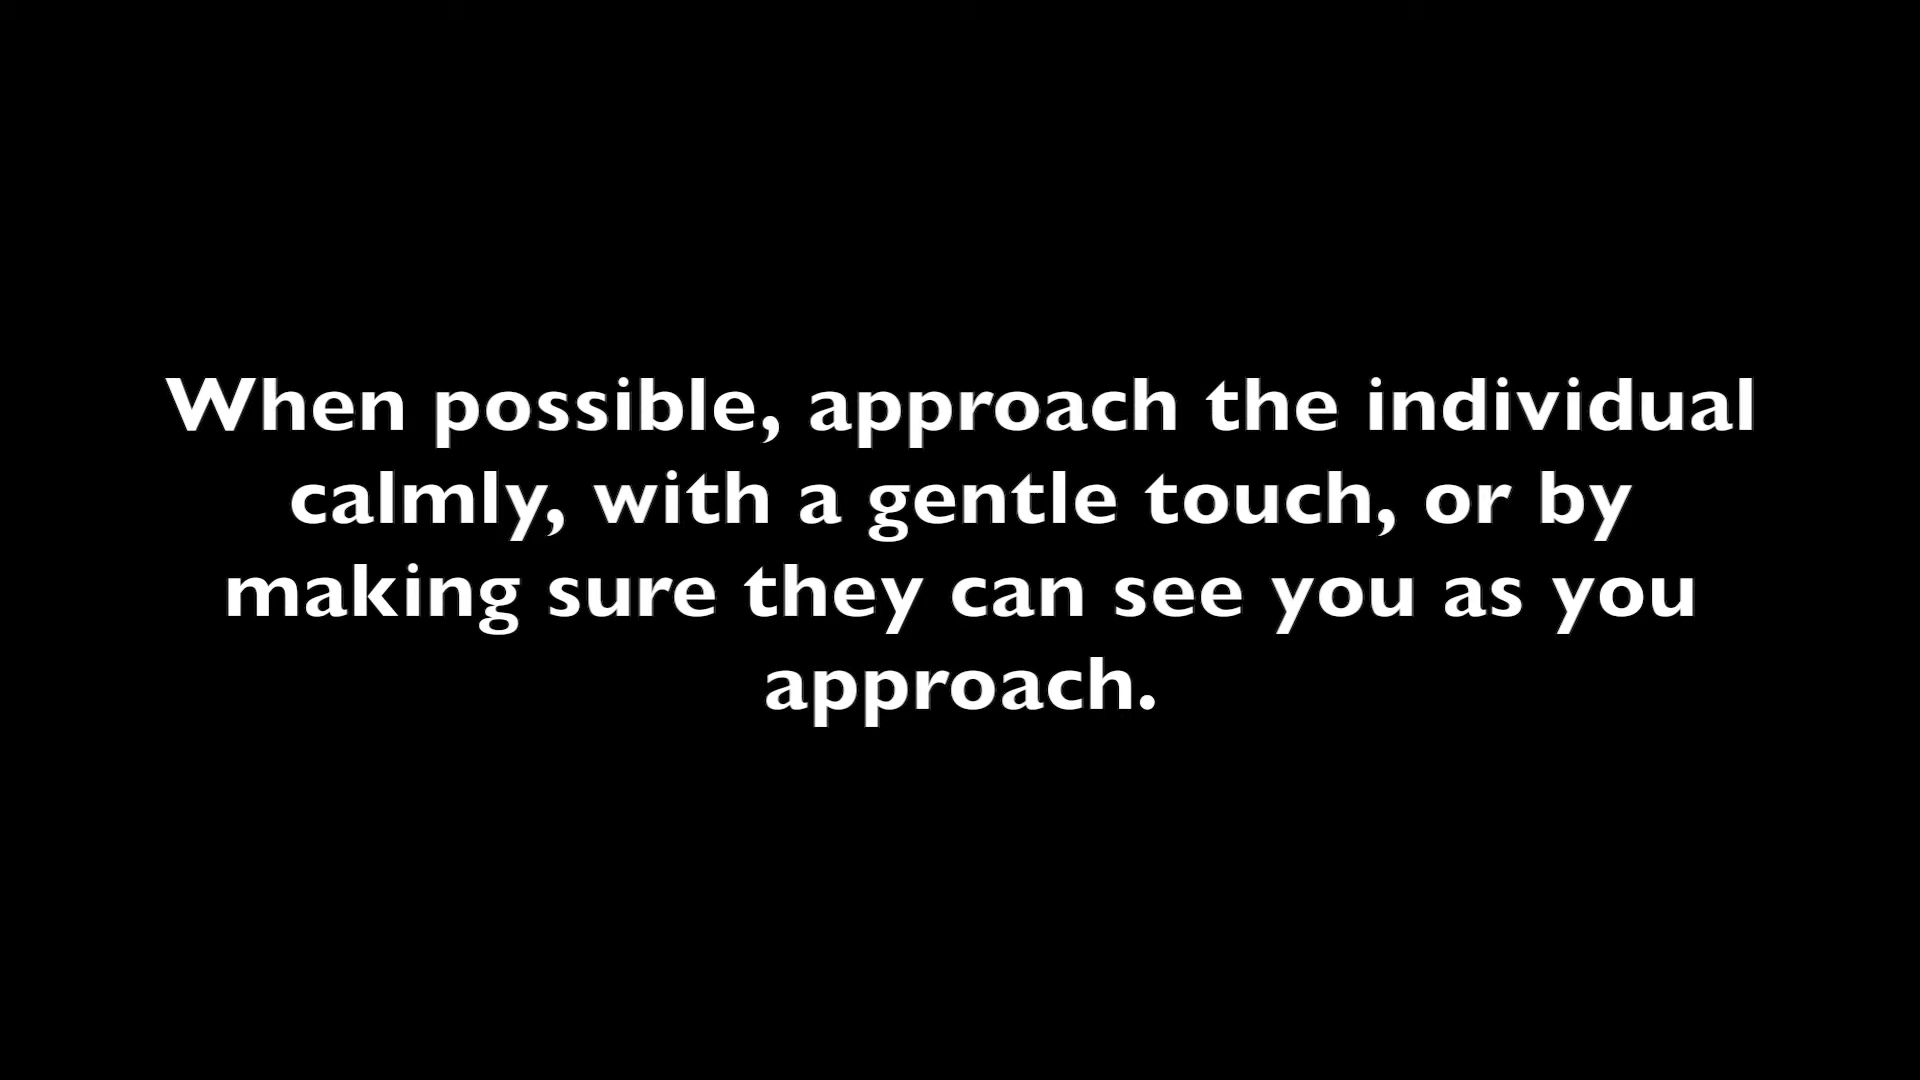 When possible, approach the individual
calmly, with a gentle touch, or by
making sure they can see you as you
approach.